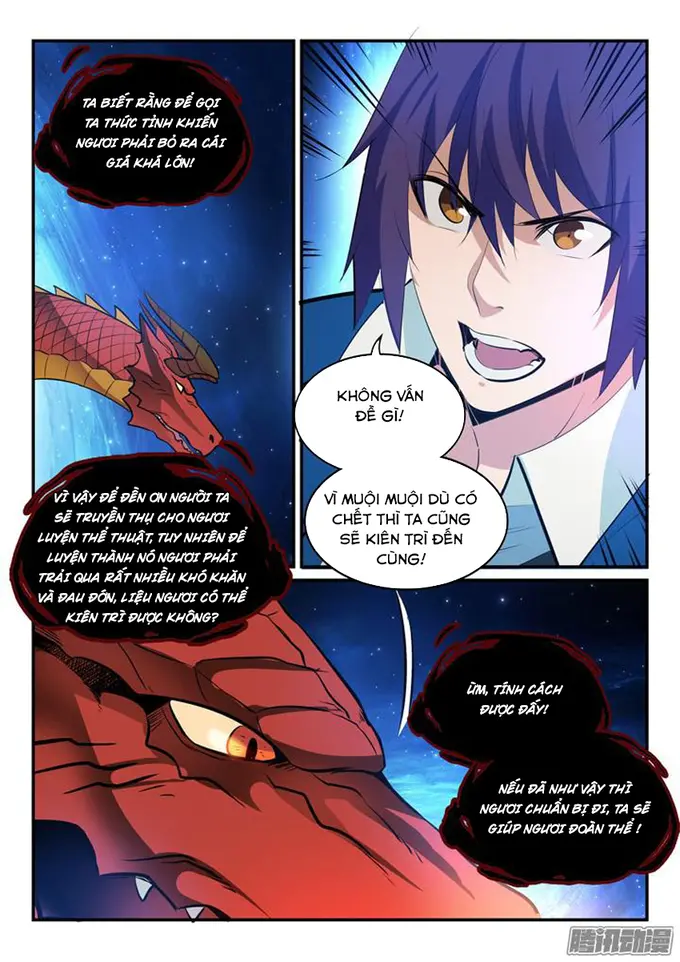 TA BIẾT RẰNG ĐỂ GỌI
TA THỨC TỈNH KHIẾN
NGƯƠI PHẢI BỎ RA CÁI
GIÁ KHÁ LỚN!
VÌ VẬY ĐỂ ĐỀN ƠN NGƯỜI TA
SẼ TRUYỀN THỤ CHO NGƯƠI
LUYỆN THỂ THUẬT, TUY NHIÊN ĐỂ
LUYỆN THÀNH NÓ NGƯƠI PHẢI
TRẢI QUA RẤT NHIỀU KHÓ KHĂN
VÀ ĐAU ĐỚN, LIỆU NGƯƠI CÓ THỂ
KIÊN TRÌ ĐƯỢC KHÔNG?
KHÔNG VẤN
ĐỀ GÌ!
VÌ MUỘI MUỘI DÙ CÓ
CHẾT THÌ TA CŨNG
SẼ KIÊN TRÌ ĐẾN
CÙNG!
ỪM, TÍNH CÁCH
ĐƯỢC ĐẤY!
NẾU ĐÃ NHƯ VẬY THÌ
NGƯƠI CHUẨN BỊ ĐI, TA SẼ
GIÚP NGƯƠI ĐOÀN THỂ !
腾讯动漫